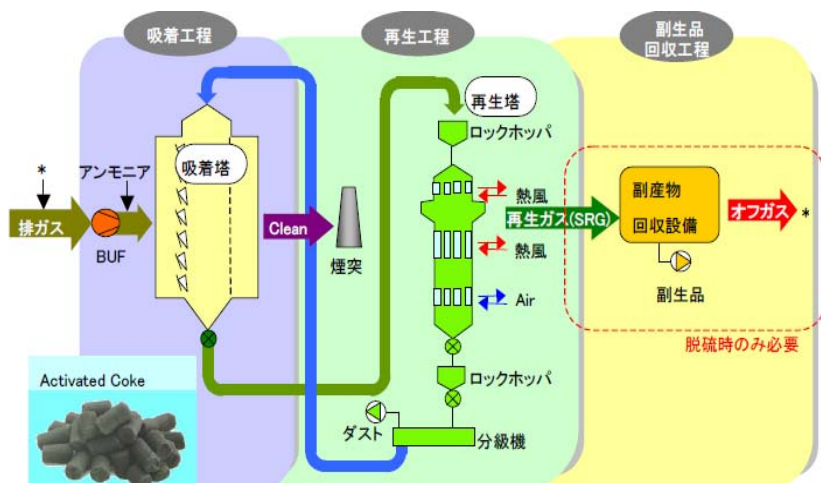 吸着工程
再生工程
副生品
回収工程
再生塔
ロックホッパ
*
アンモニア
吸着塔
熱風
副産物
回収設備
排ガス
BUF
Clean
煙突
再生ガス(SRG)
オフガス
*
熱風
副生品
Air
脱硫時のみ必要
Activated Coke
ロックホッパ
ダスト
分級機